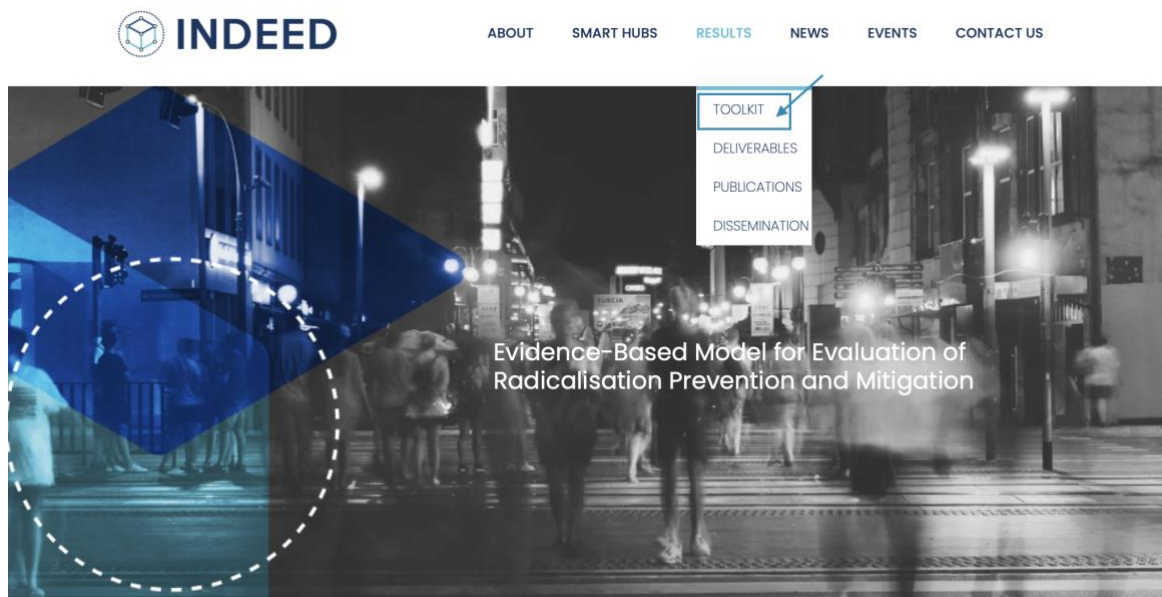 INDEED
ABOUT SMART HUBS RESULTS NEWS EVENTS CONTACT US
TOOLKIT
DELIVERABLES
PUBLICATIONS
DISSEMINATION
TURCJA
Evidence-Based Model for Evaluation of
Radicalisation Prevention and Mitigation